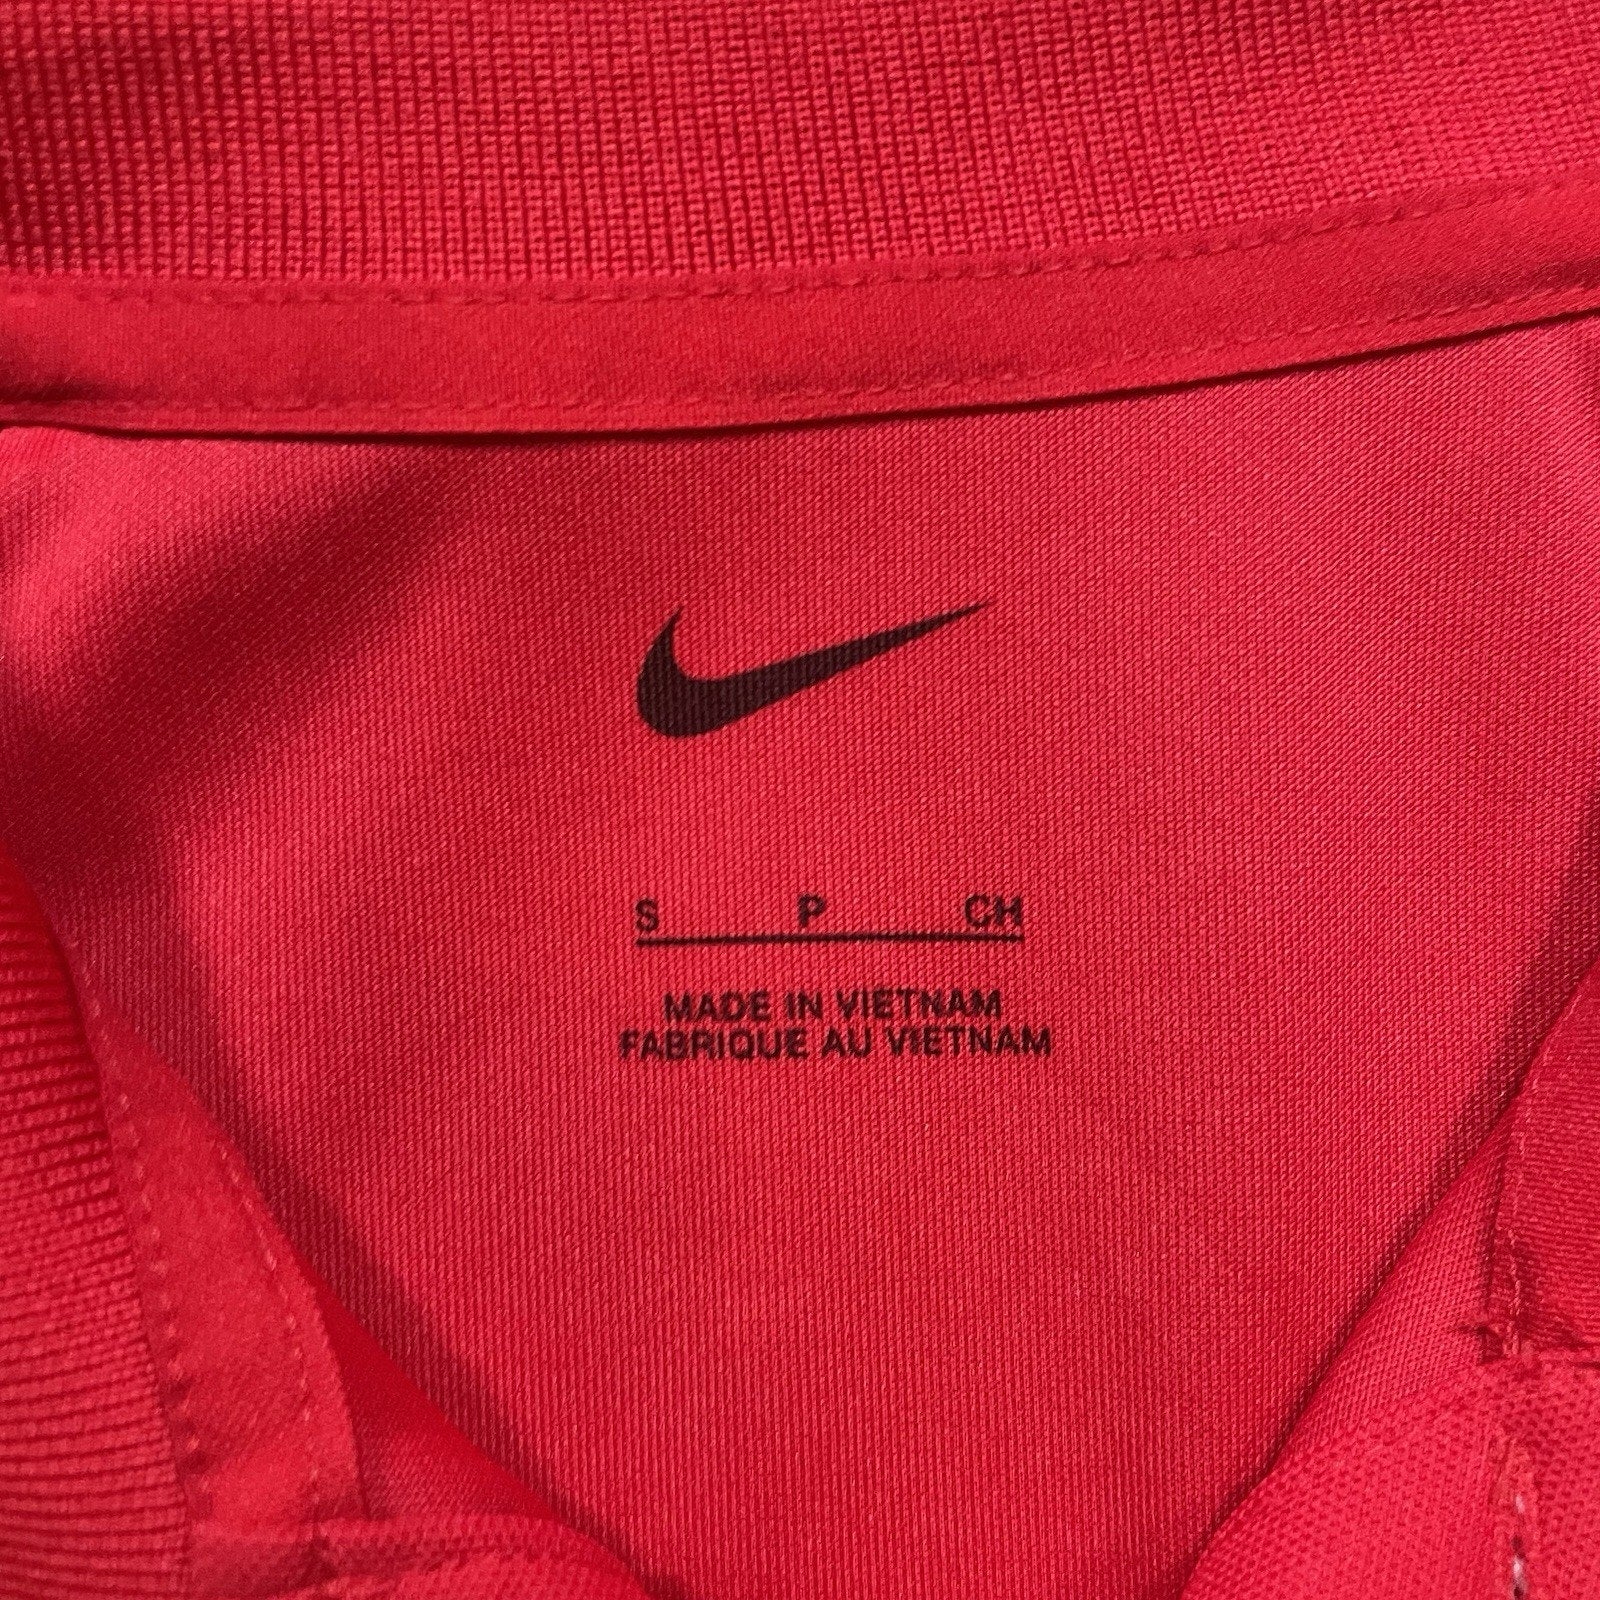 S P CH
MADE IN VIETNAM
FABRIQUE AU VIETNAM